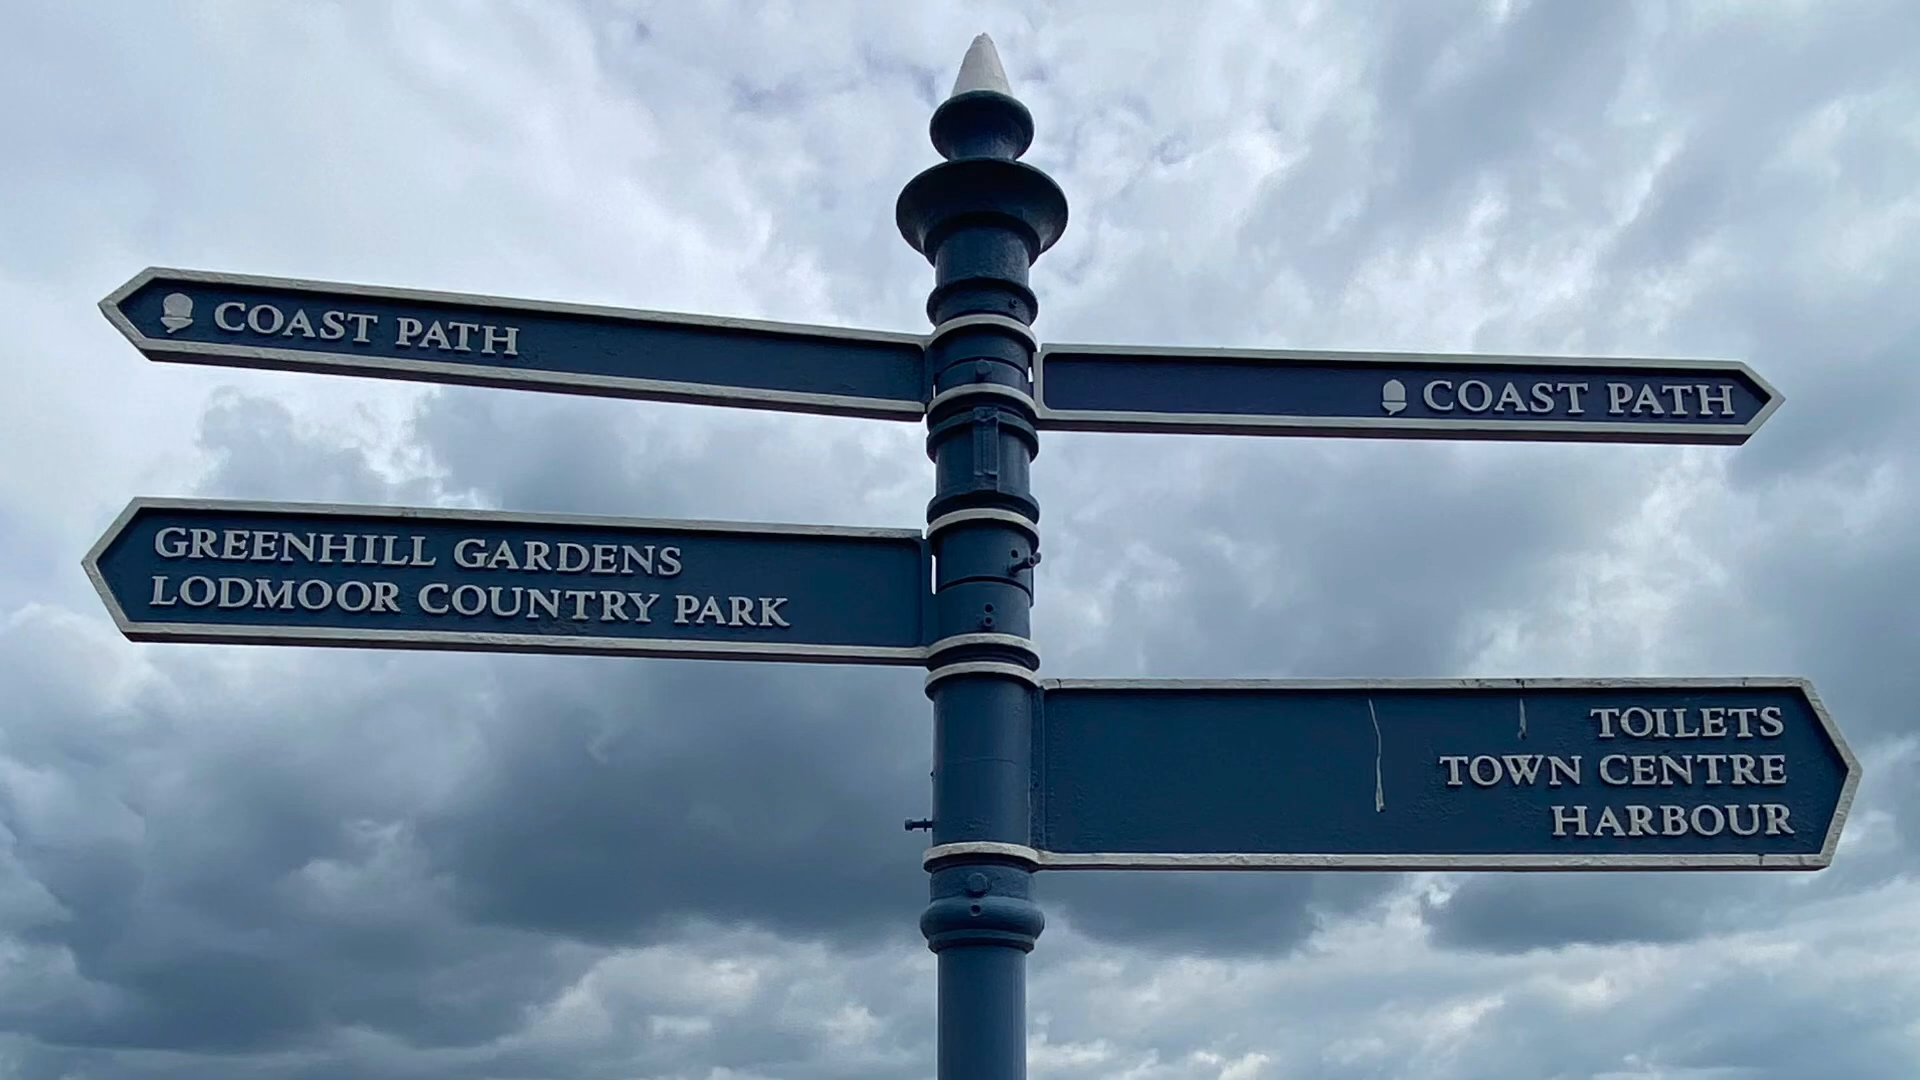 COAST PATH
COAST PATH
GREENHILL GARDENS
LODMOOR COUNTRY PARK
TOILETS
TOWN CENTRE
HARBOUR